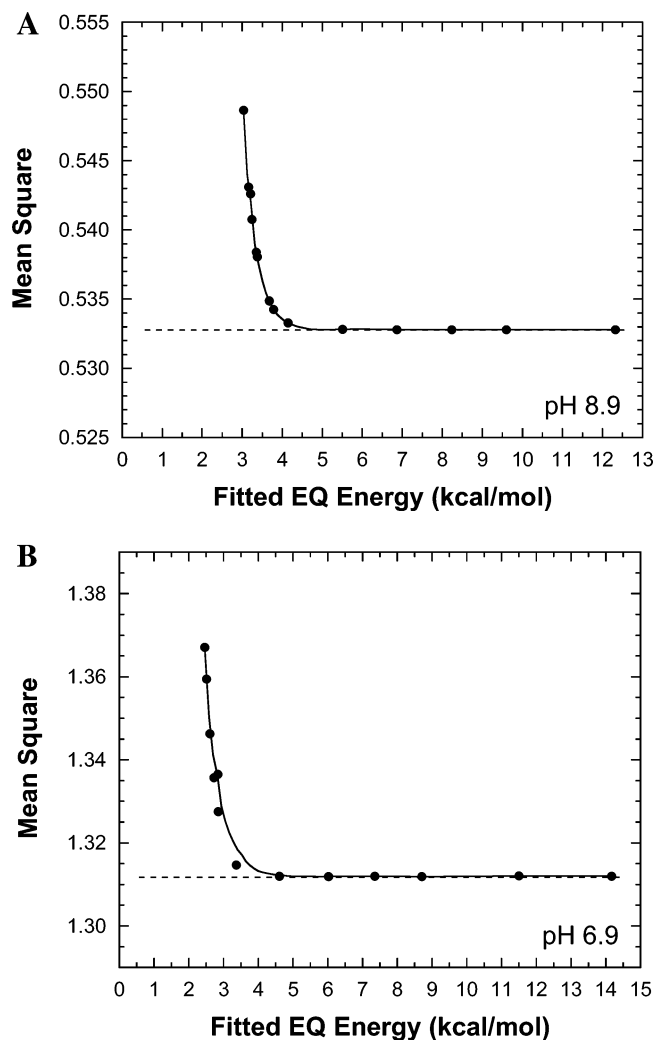 A
0.555
0.550
0.545
0.540
0.535
0.530
0.525
Mean Square
pH 8.9
0 1 2 3 4 5 6 7 8 9 10 11 12 13
Fitted EQ Energy (kcal/mol)
B
1.38
1.36
1.34
1.32
1.30
Mean Square
pH 6.9
0 1 2 3 4 5 6 7 8 9 10 11 12 13 14 15
Fitted EQ Energy (kcal/mol)